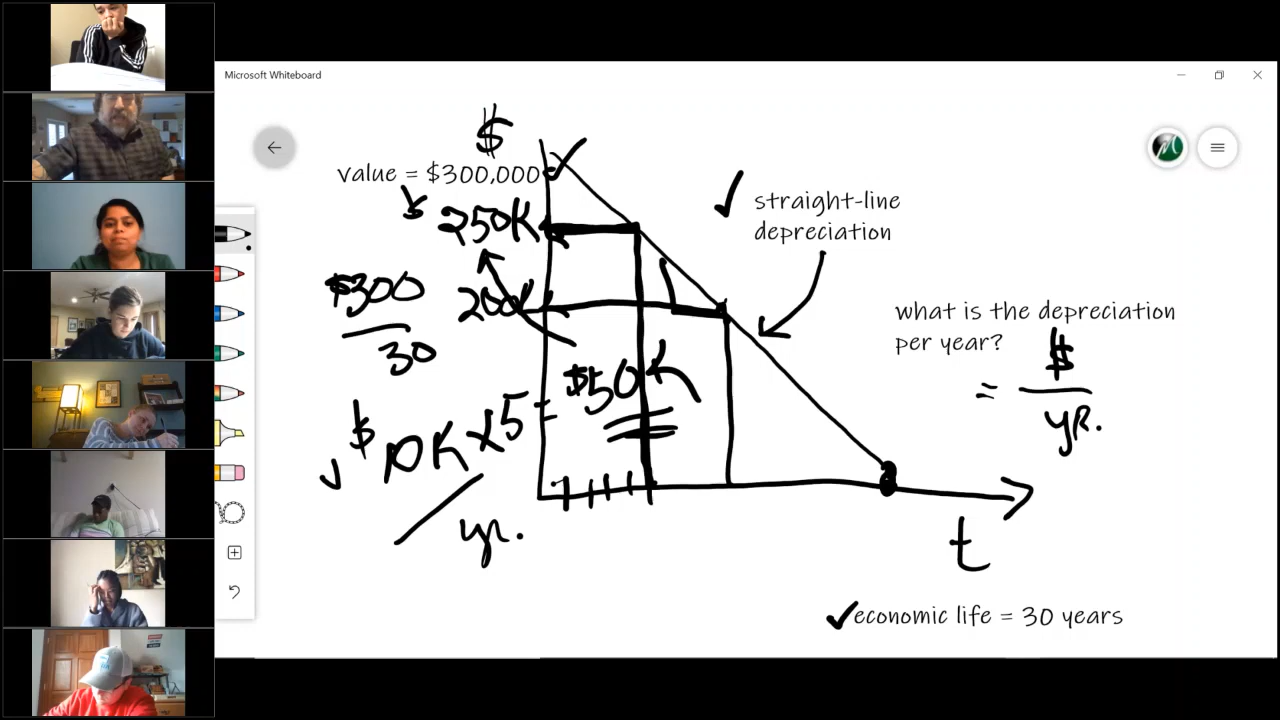 Microsoft Whiteboard
$
value = $300,000
250K
200K
$300
30
$10K x5 = $50K
yr.
straight-line
depreciation
what is the depreciation
per year?
= $
yr.
t
economic life = 30 years